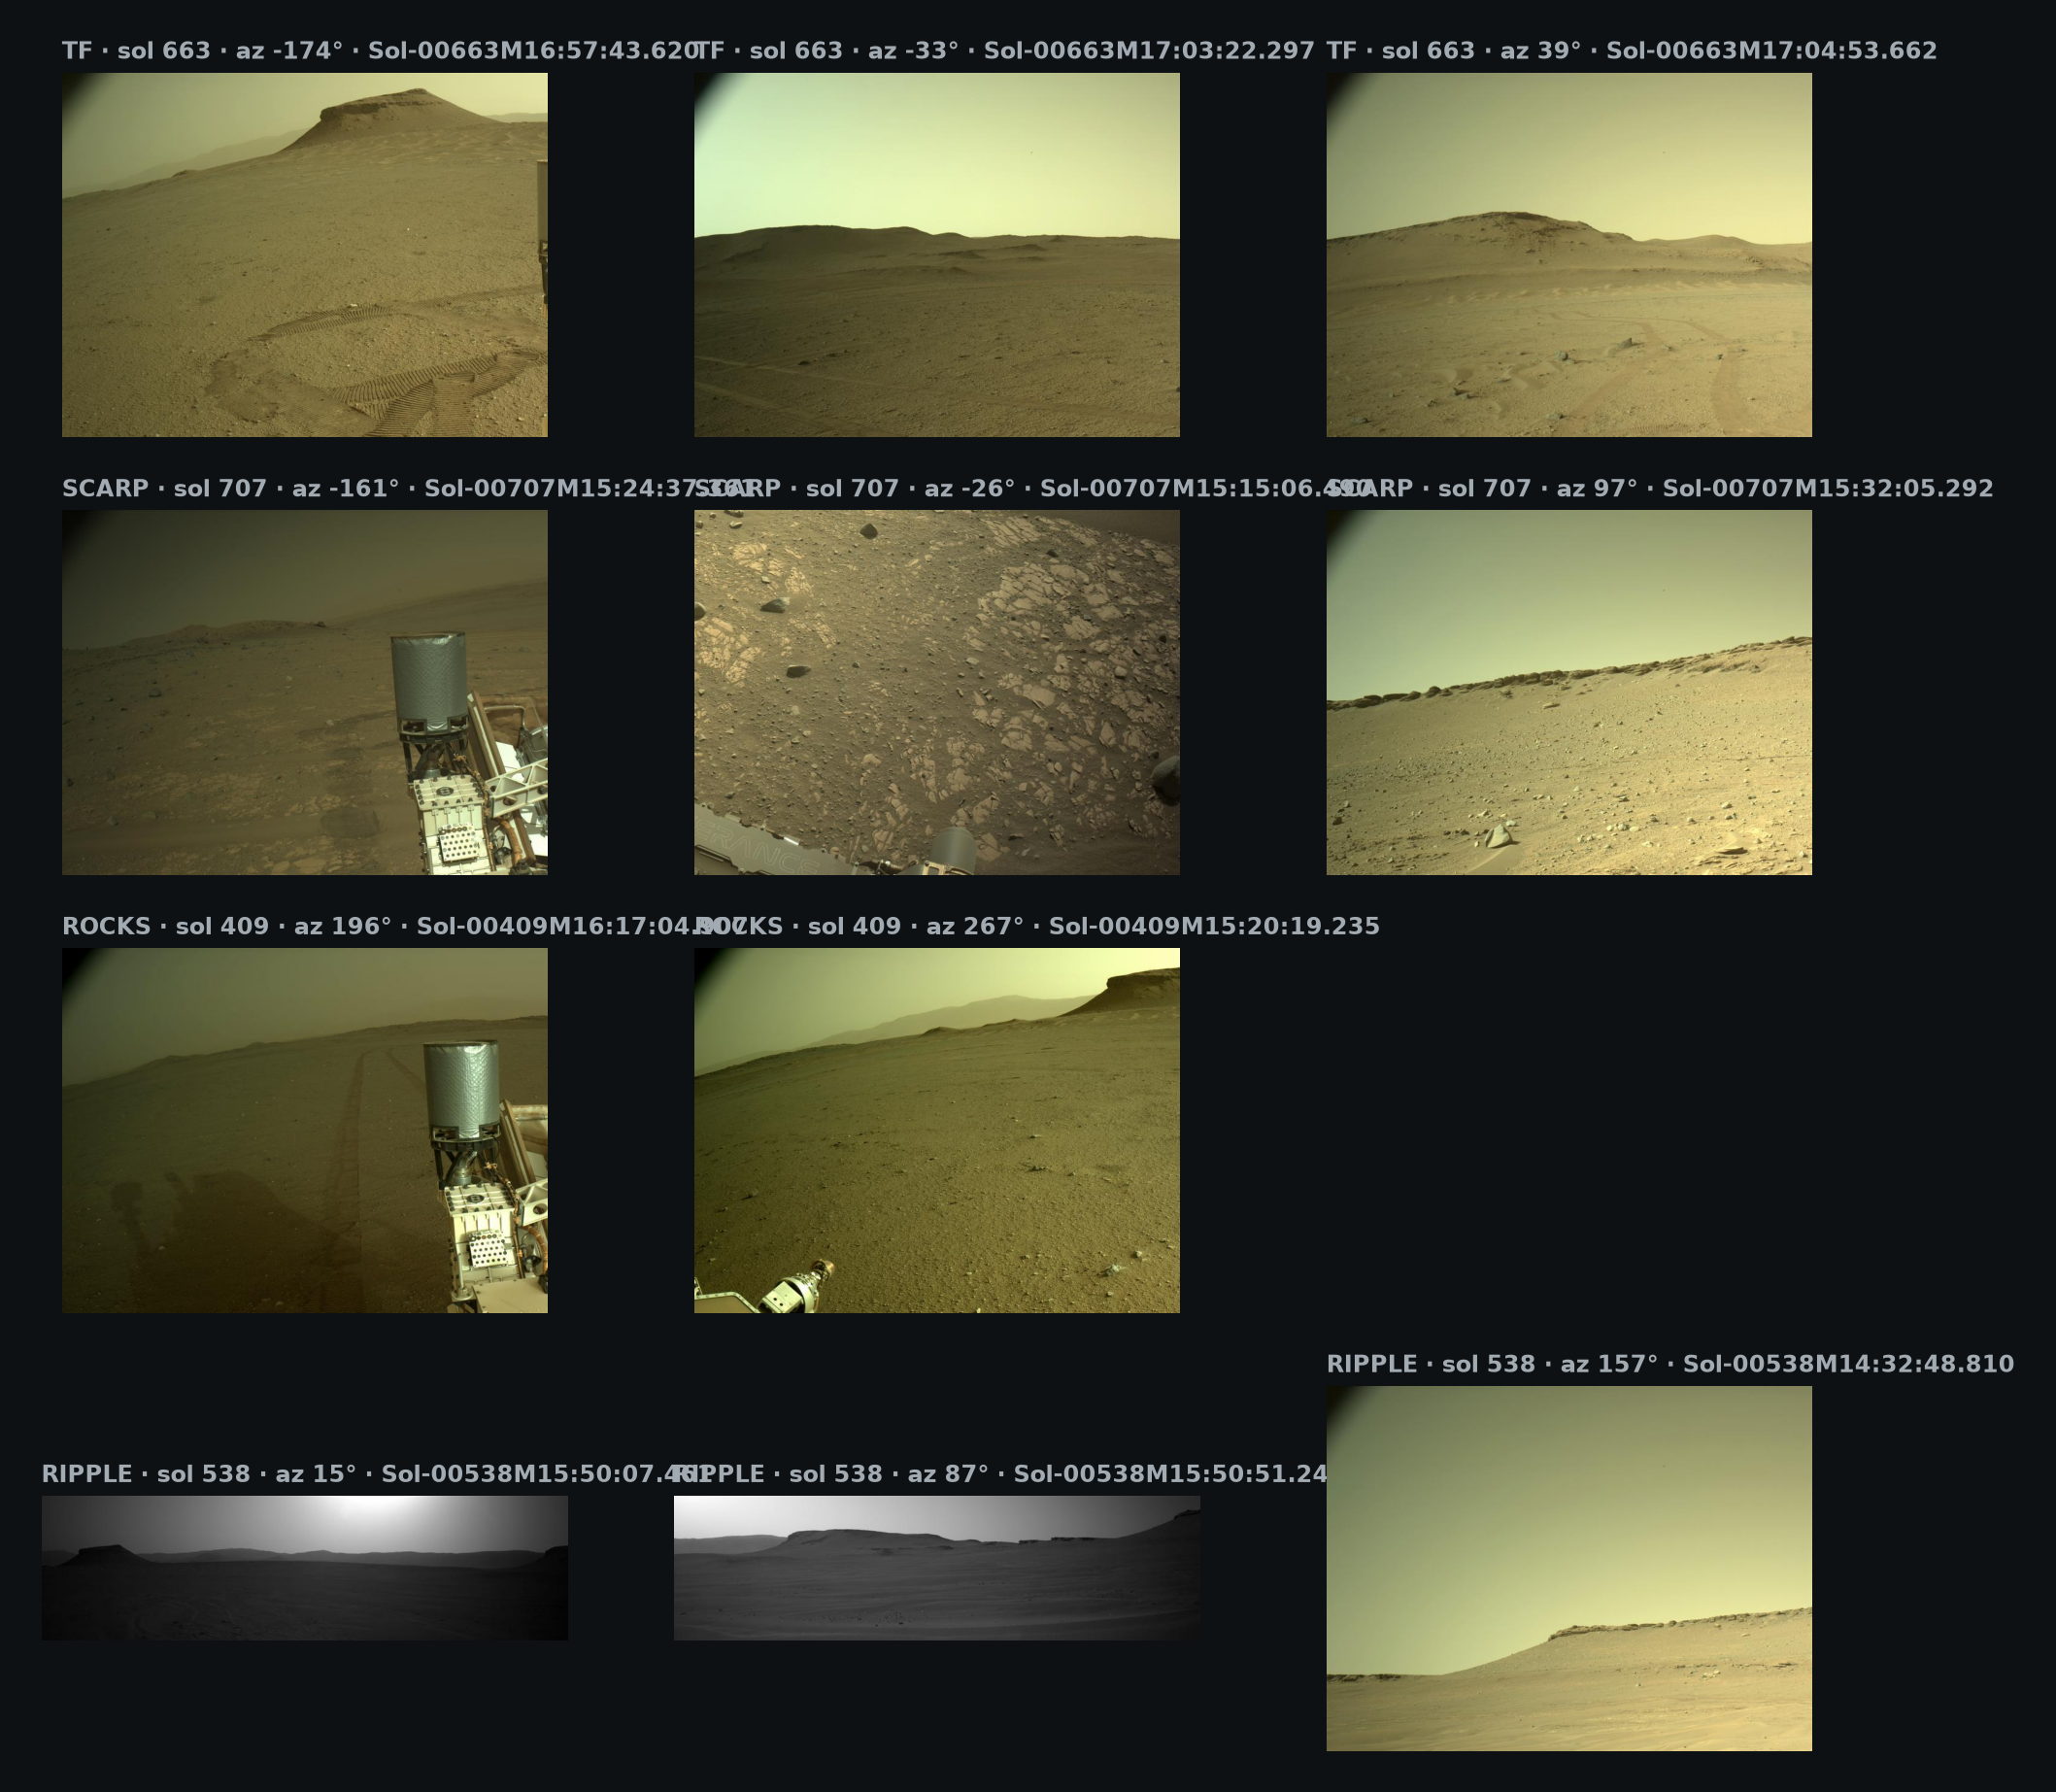 TF · sol 663 · az -174° · Sol-00663M16:57:43.620
TF · sol 663 · az -33° · Sol-00663M17:03:22.297
TF · sol 663 · az 39° · Sol-00663M17:04:53.662
SCARP · sol 707 · az -161° · Sol-00707M15:24:37.361
SCARP · sol 707 · az -26° · Sol-00707M15:15:06.490
SCARP · sol 707 · az 97° · Sol-00707M15:32:05.292
ROCKS · sol 409 · az 196° · Sol-00409M16:17:04
ROCKS · sol 409 · az 267° · Sol-00409M15:20:19.235
RIPPLE · sol 538 · az 157° · Sol-00538M14:32:48.810
RIPPLE · sol 538 · az 15° · Sol-00538M15:50:07.461
RIPPLE · sol 538 · az 87° · Sol-00538M15:50:51.24